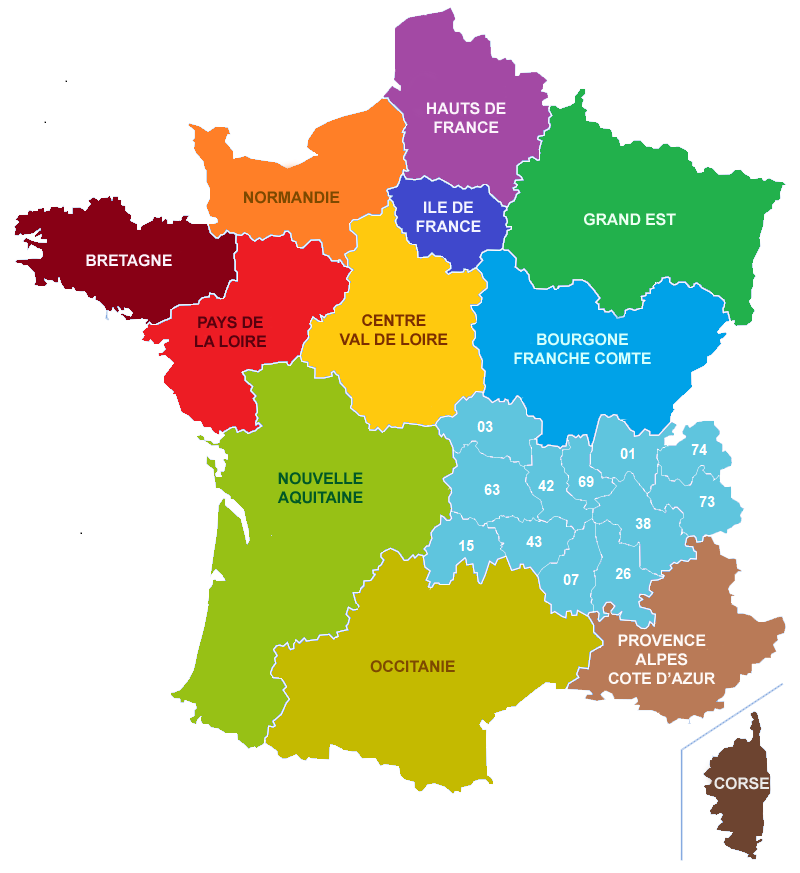 HAUTS DE
FRANCE
NORMANDIE
ILE DE
FRANCE
GRAND EST
BRETAGNE
PAYS DE
LA LOIRE
CENTRE
VAL DE LOIRE
BOURGONE
FRANCHE COMTE
03
01
74
63
42
69
73
38
15
43
07
26
NOUVELLE
AQUITAINE
OCCITANIE
PROVENCE
ALPES
COTE D'AZUR
CORSE